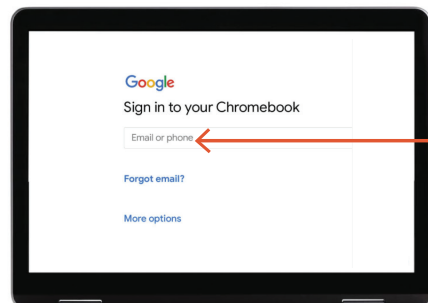 Google
Sign in to your Chromebook
Email or phone
Forgot email?
More options